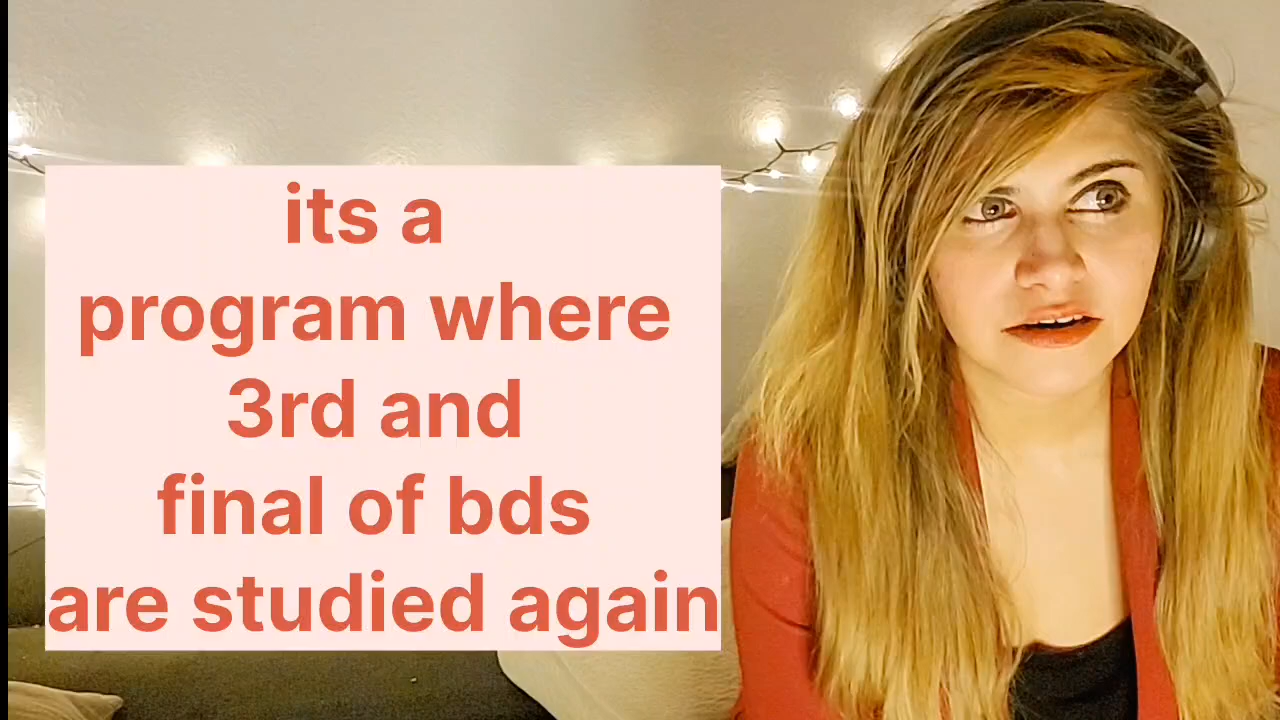 its a
program where
3rd and
final of bds
are studied again